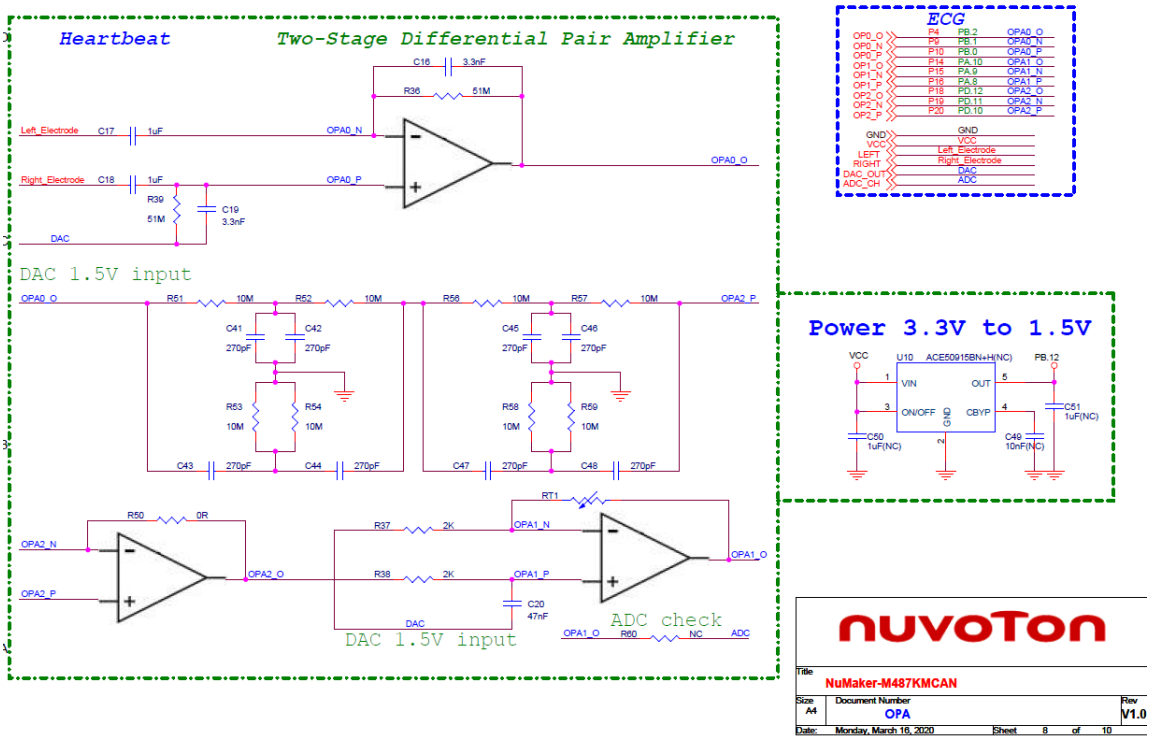 Heartbeat
Two-Stage Differential Pair Amplifier
C16 3.3nF
R36 51M
Left_Electrode C17 1uF OPA0_N
OPA0_O
Right_Electrode C18 1uF OPA0_P
R39 C19
51M 3.3nF
DAC
DAC 1.5V input
OPA0_O R51 10M R52 10M R56 10M R57 10M OPA2_P
C41 C42 C45 C46
270pF 270pF 270pF 270pF
R53 R54 R58 R59
10M 10M 10M 10M
C43 270pF C44 270pF C47 270pF C48 270pF
RT1
R50 0R
R37 2K OPA1_N
OPA2_N
OPA1_O
OPA2_O R38 2K OPA1_P
OPA2_P
C20
47nF
DAC
DAC 1.5V input
ADC check
OPA1_O R60 NC ADC
ECG
OP0_O P4 PB.2 OPA0_O
OP0_N P9 PB.1 OPA0_N
OP0_P P10 PB.0 OPA0_P
OP1_O P14 PA.10 OPA1_O
OP1_N P15 PA.9 OPA1_N
OP1_P P16 PA.8 OPA1_P
OP2_O P18 PD.12 OPA2_O
OP2_N P19 PD.11 OPA2_N
OP2_P P20 PD.10 OPA2_P
GND GND
VCC VCC
LEFT Left_Electrode
RIGHT Right_Electrode
DAC_OUT DAC
ADC_CH ADC
Power 3.3V to 1.5V
VCC U10 ACE50915BN+H(NC) PB.12
1 VIN OUT 5
3 ON/OFF GND CBYP 4
2
C51
1uF(NC)
C50
1uF(NC)
C49
10nF(NC)
nuvoTon
Title
NuMaker-M487KMCAN
Size Document Number Rev
A4 OPA V1.0
Date: Monday, March 16, 2020 Sheet 8 of 10